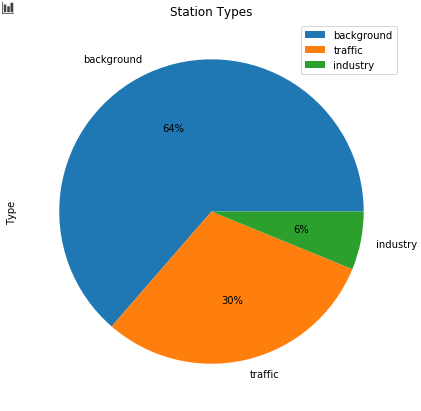 Station Types
background
traffic
industry
background
64%
Type
6%
industry
30%
traffic